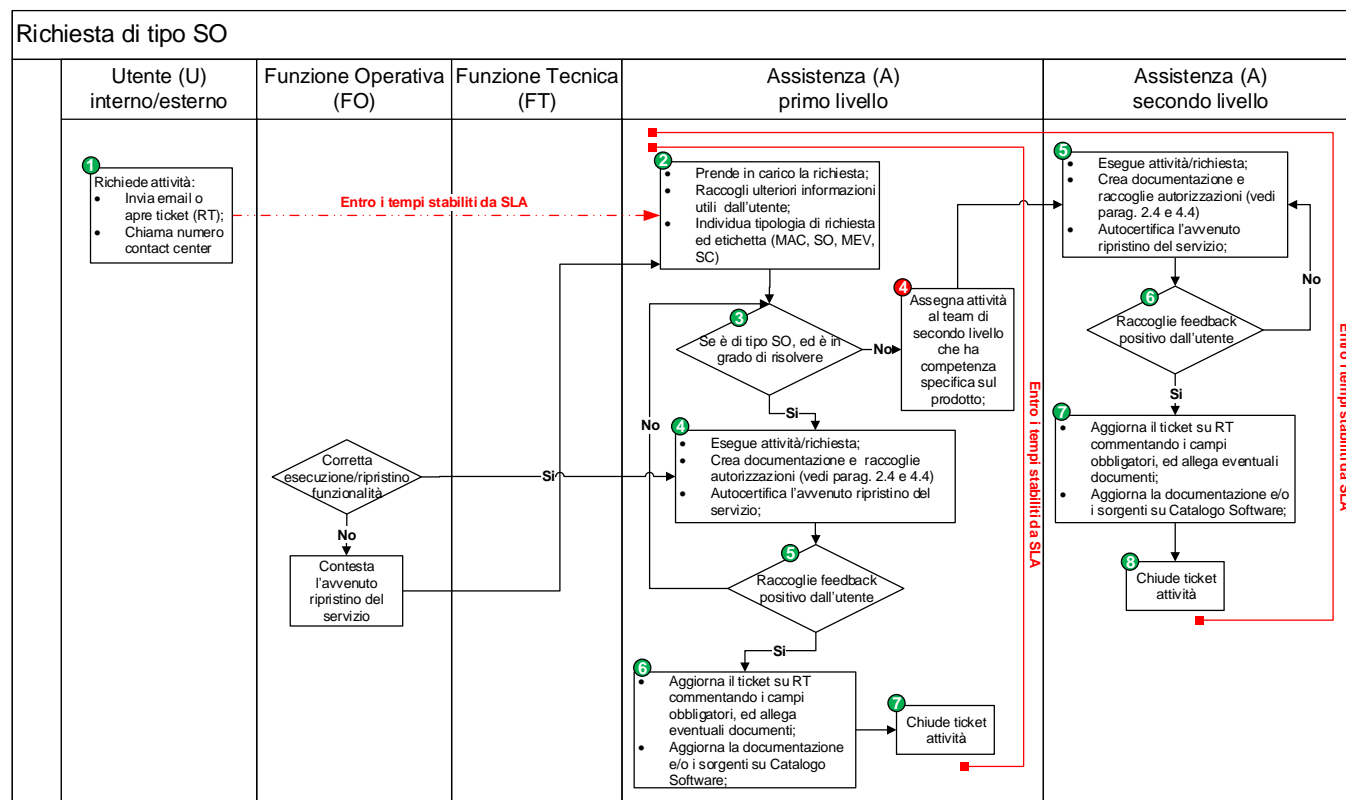 Richiesta di tipo SO
Utente (U)
interno/esterno
Funzione Operativa
(FO)
Funzione Tecnica
(FT)
Assistenza (A)
primo livello
Assistenza (A)
secondo livello
1
Richiede attività:
• Invia email o
apre ticket (RT);
• Chiama numero
contact center
Entro i tempi stabiliti da SLA
2
• Prende in carico la richiesta;
• Raccogli ulteriori informazioni
utili dall'utente;
• Individua tipologia di richiesta
ed etichetta (MAC, SO, MEV,
SC)
3
Se è di tipo SO, ed è in
grado di risolvere
No
Si
4
Assegna attività
al team di
secondo livello
che ha
competenza
specifica sul
prodotto;
4
• Esegue attività/richiesta;
• Crea documentazione e raccoglie
autorizzazioni (vedi parag. 2.4 e 4.4)
• Autocertifica l'avvenuto ripristino del
servizio;
Corretta
esecuzione/ripristino
funzionalità
Si
No
Contesta
l'avvenuto
ripristino del
servizio
5
Raccoglie feedback
positivo dall'utente
No
Si
6
• Aggiorna il ticket su RT
commentando i campi
obbligatori, ed allega
eventuali documenti;
• Aggiorna la documentazione
e/o i sorgenti su Catalogo
Software;
7
Chiude ticket
attività
Entro i tempi stabiliti da SLA
5
• Esegue attività/richiesta;
• Crea documentazione e
raccoglie autorizzazioni (vedi
parag. 2.4 e 4.4)
• Autocertifica l'avvenuto
ripristino del servizio;
6
Raccoglie feedback
positivo dall'utente
No
Si
7
• Aggiorna il ticket su RT
commentando i campi
obbligatori, ed allega eventuali
documenti;
• Aggiorna la documentazione e/o
i sorgenti su Catalogo Software;
8
Chiude ticket
attività
Entro i tempi stabiliti da SLA